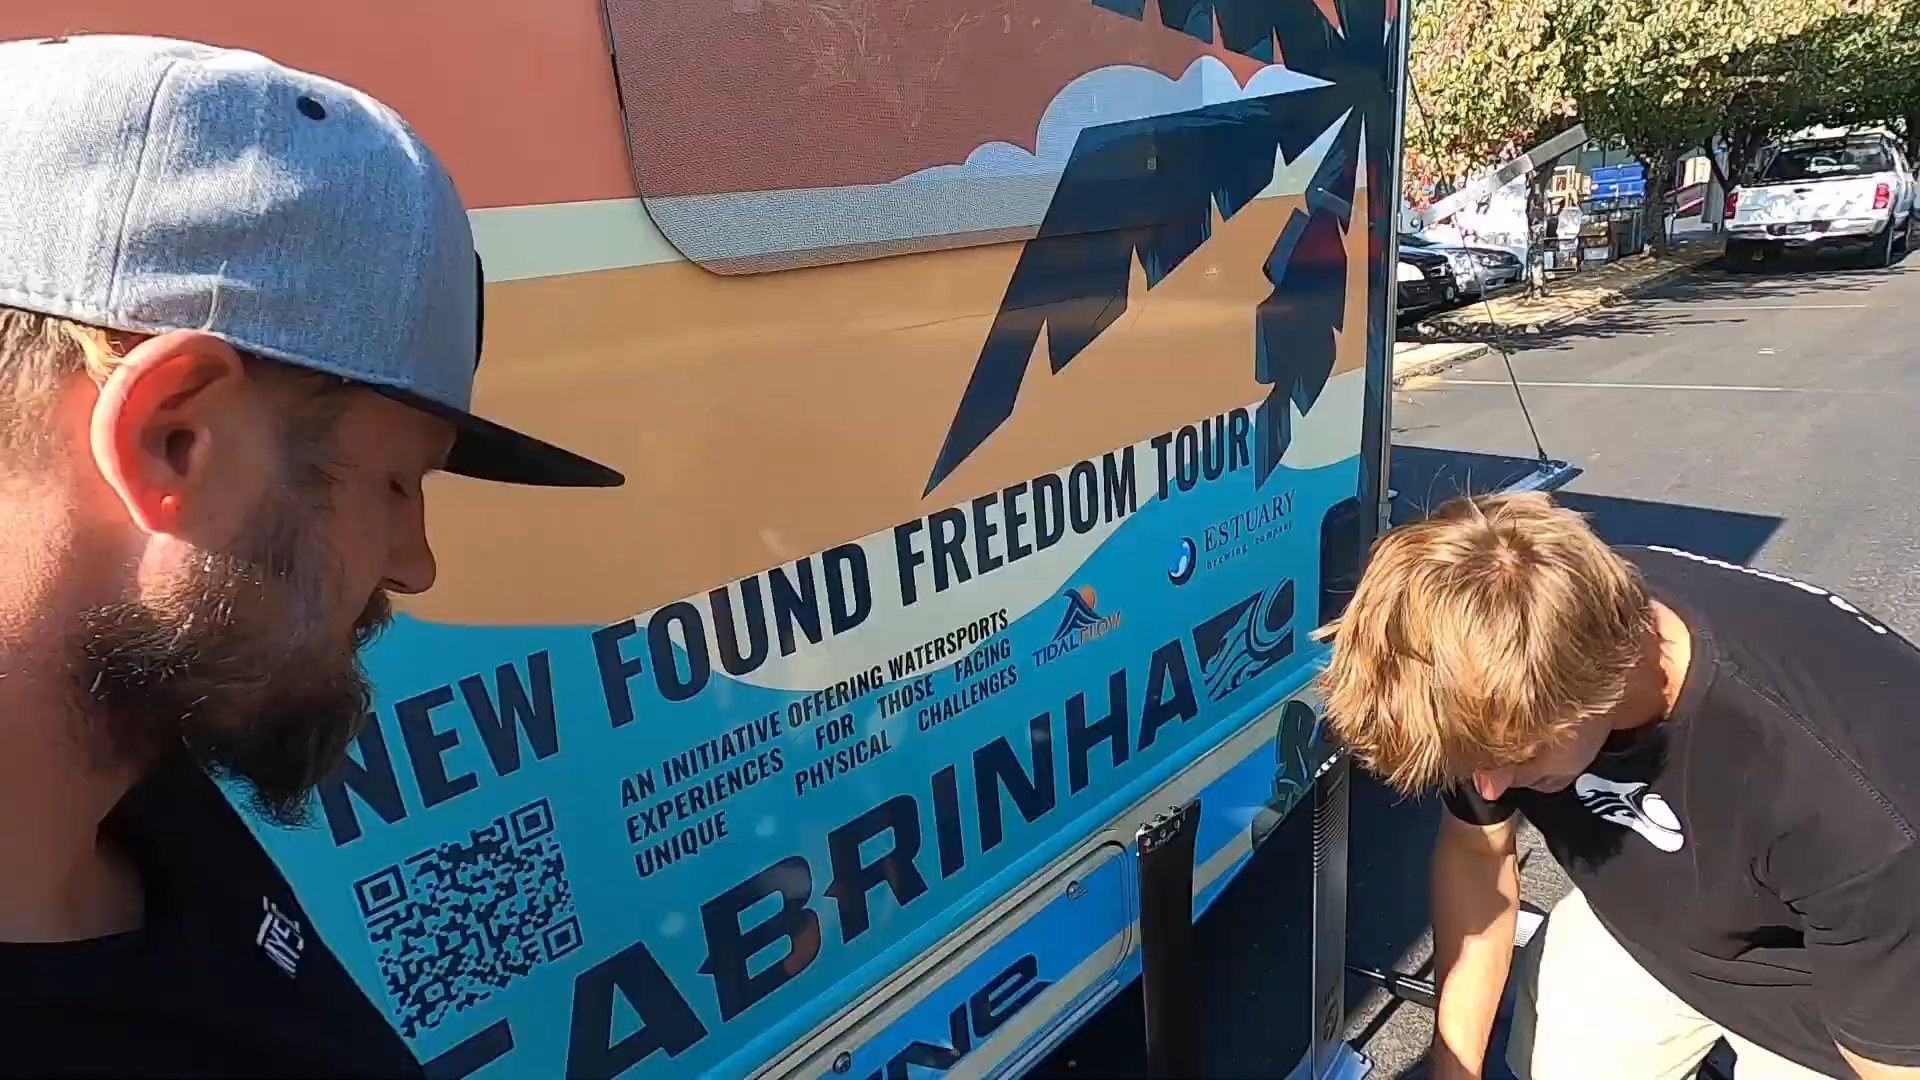 NEW FOUND FREEDOM TOUR
AN INITIATIVE OFFERING WATERSPORTS
EXPERIENCES FOR THOSE FACING
UNIQUE PHYSICAL CHALLENGES
TIDALFLOW
ESTUARY
brewing company
FABRINHA